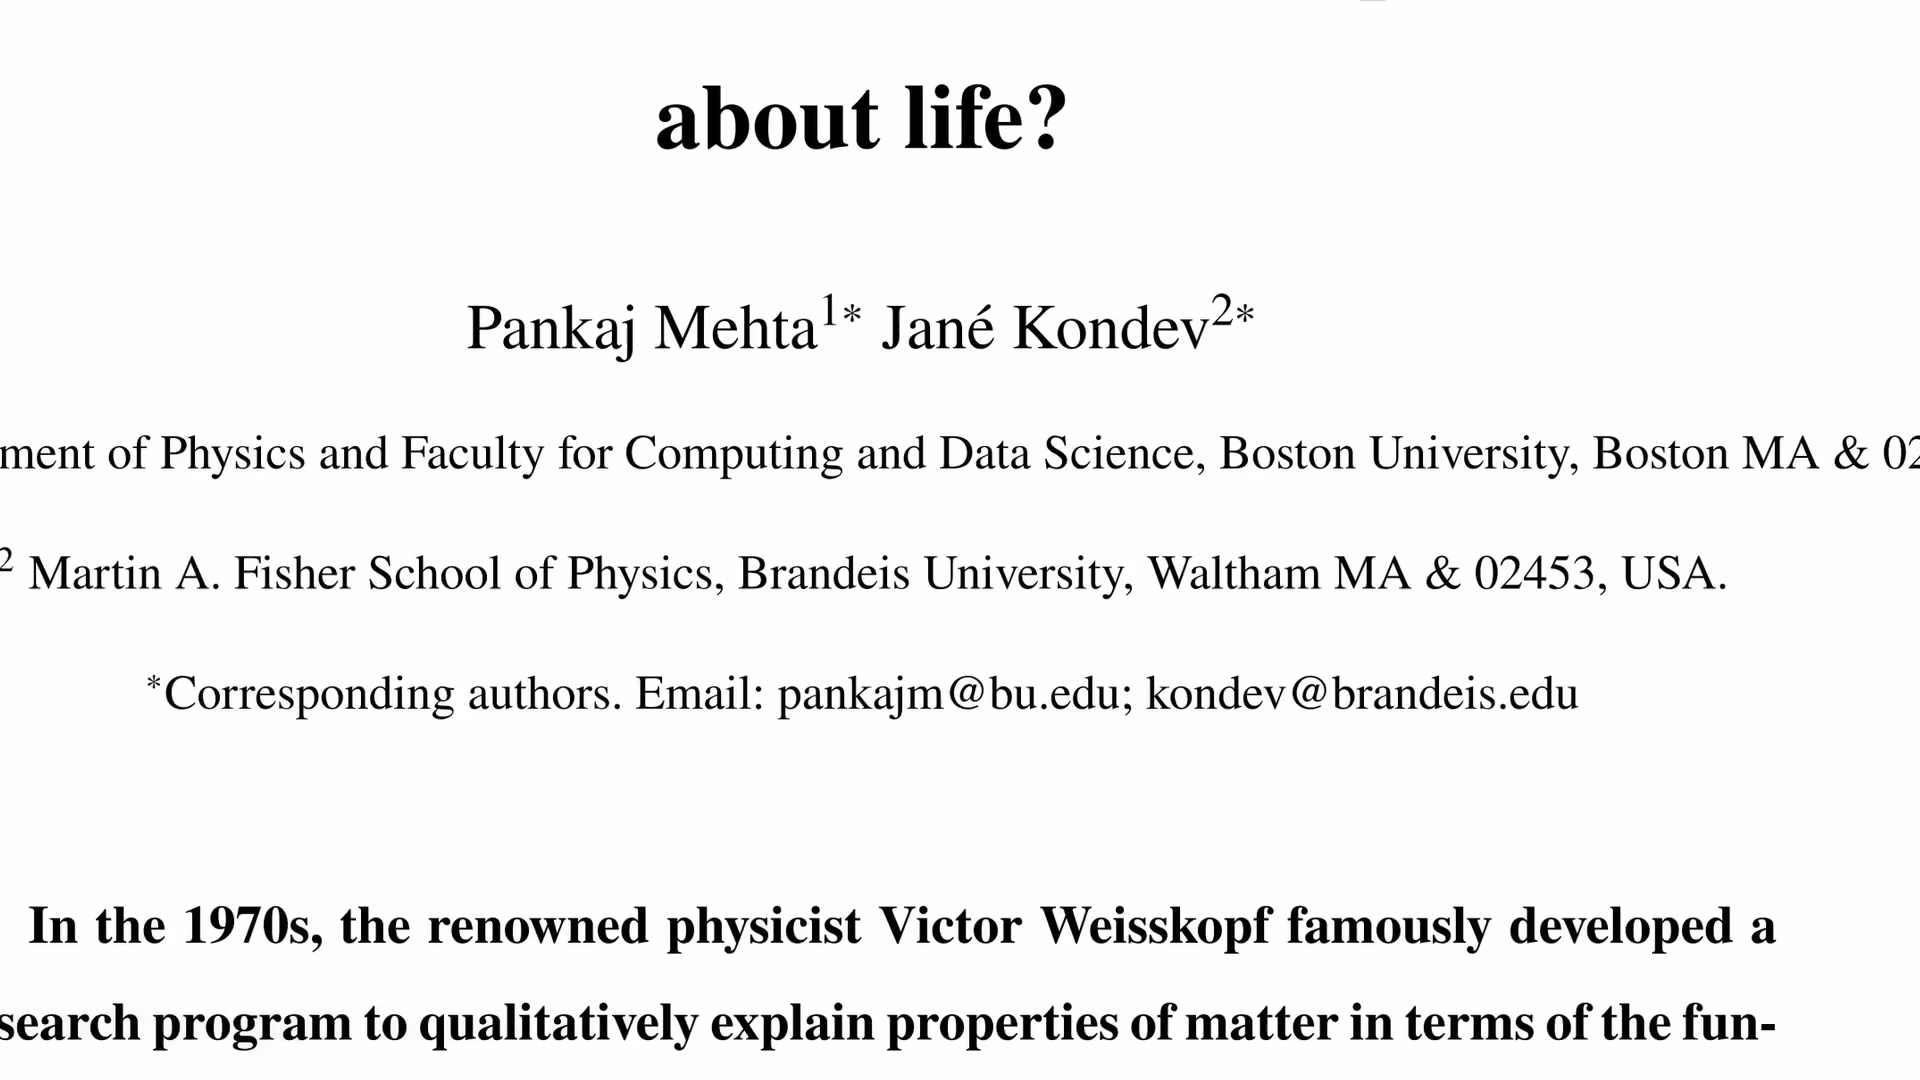 about life?
Pankaj Mehta1* Jané Kondev2*
ment of Physics and Faculty for Computing and Data Science, Boston University, Boston MA & 02
2 Martin A. Fisher School of Physics, Brandeis University, Waltham MA & 02453, USA.
*Corresponding authors. Email: pankajm@bu.edu; kondev@brandeis.edu
In the 1970s, the renowned physicist Victor Weisskopf famously developed a
search program to qualitatively explain properties of matter in terms of the fun-